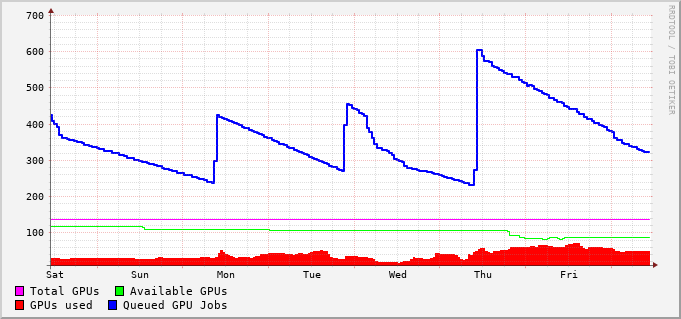 700
600
500
400
300
200
100
Sat Sun Mon Tue Wed Thu Fri
Total GPUs Available GPUs
GPUs used Queued GPU Jobs
RRDTOOL / TOBI OETIKER